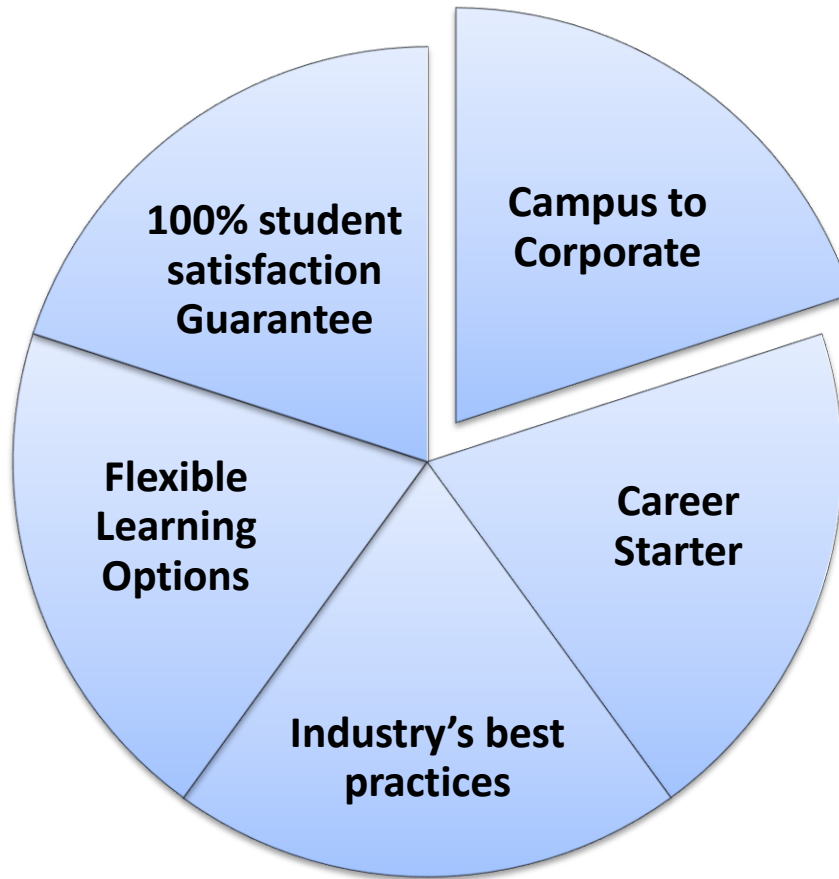 Campus to
Corporate
Career
Starter
Industry’s best
practices
Flexible
Learning
Options
100% student
satisfaction
Guarantee